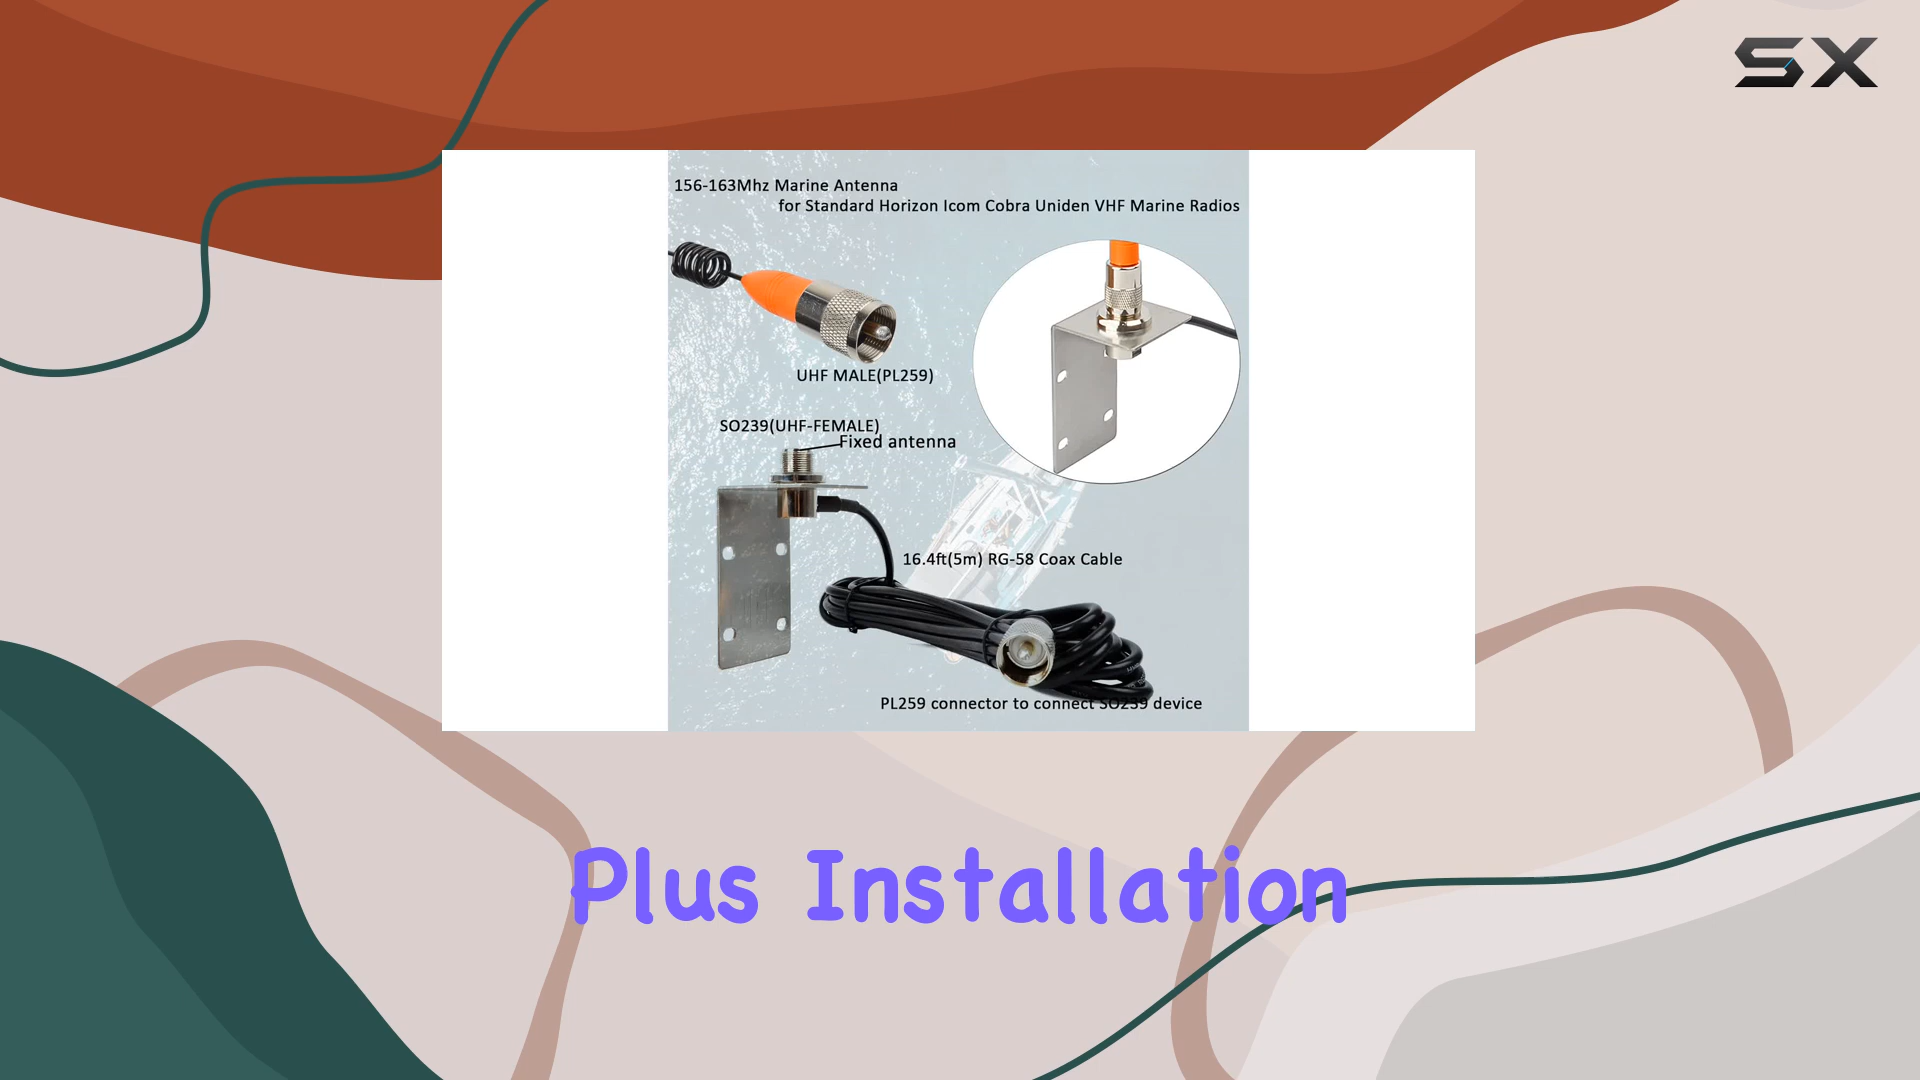 SX
156-163Mhz Marine Antenna
for Standard Horizon Icom Cobra Uniden VHF Marine Radios
UHF MALE(PL259)
SO239(UHF-FEMALE)
Fixed antenna
16.4ft(5m) RG-58 Coax Cable
PL259 connector to connect SO239 device
Plus Installation